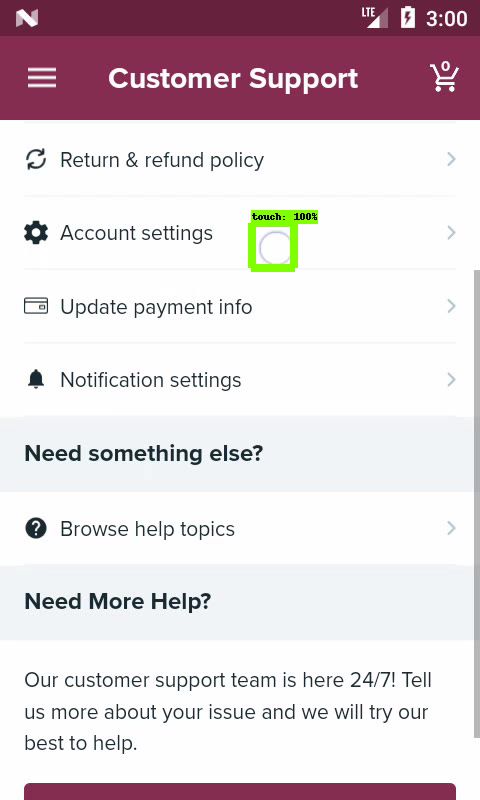 LTE 3:00
Customer Support
0
Return & refund policy
touch: 100%
Account settings
Update payment info
Notification settings
Need something else?
Browse help topics
Need More Help?
Our customer support team is here 24/7! Tell
us more about your issue and we will try our
best to help.